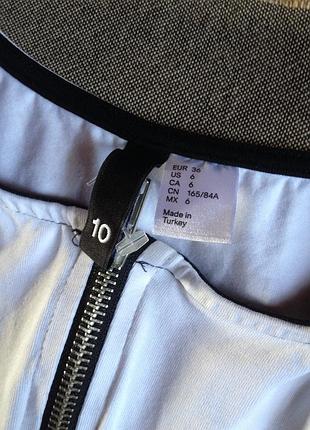 10
EUR 36
US 6
CA 6
CN 165/84A
MX 6
Made in
Turkey